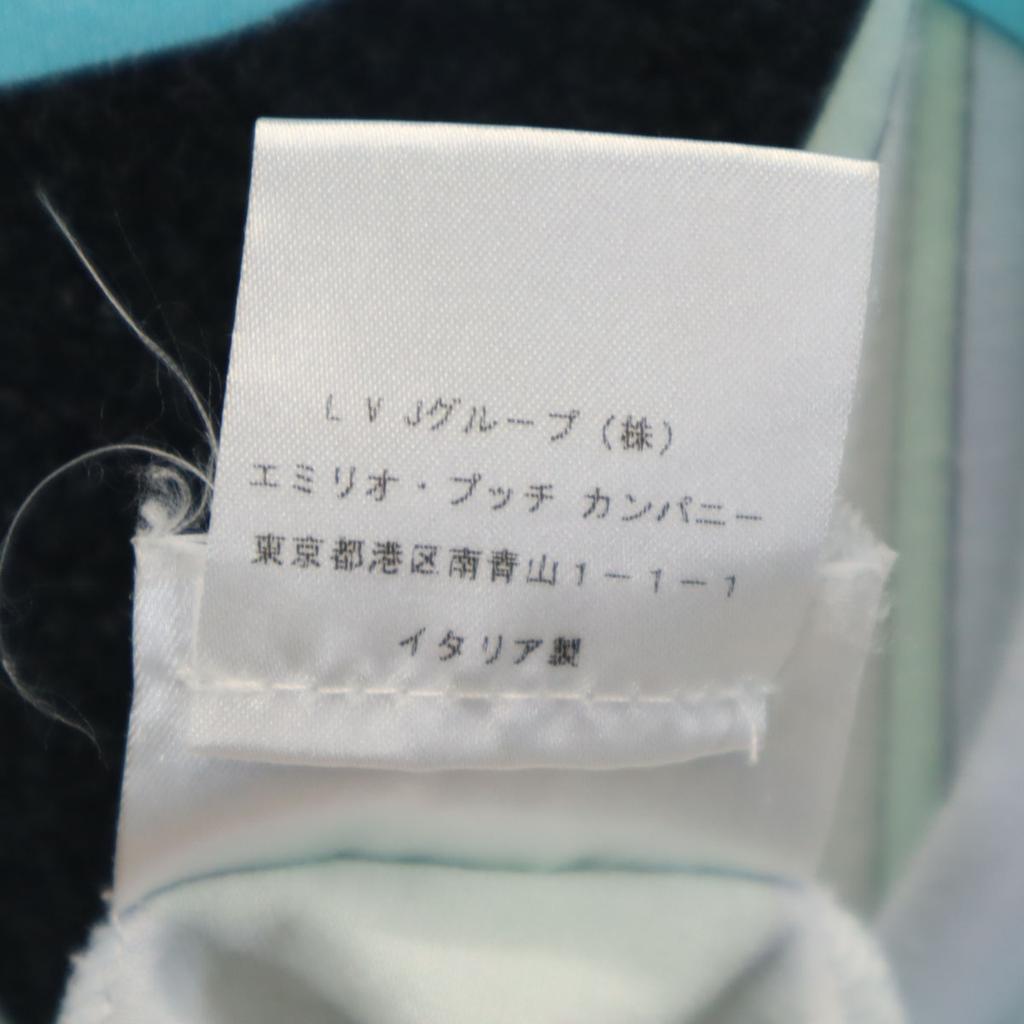 LVJグループ（株）
エミリオ・プッチ カンパニー
東京都港区南青山1－1－1
イタリア製